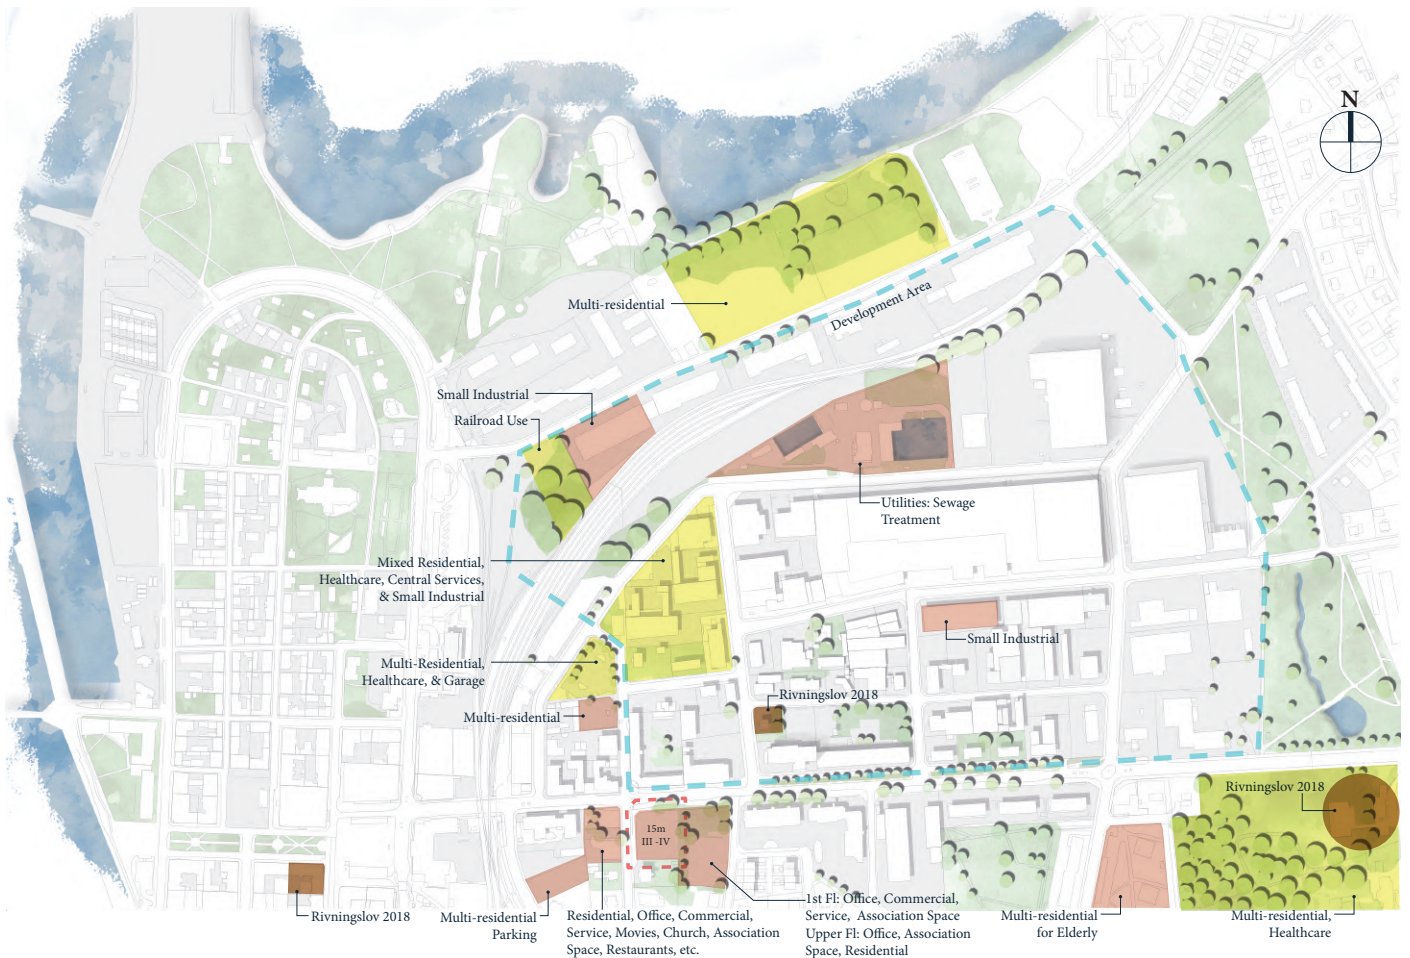 N
Multi-residential
Development Area
Small Industrial
Railroad Use
Utilities: Sewage
Treatment
Mixed Residential,
Healthcare, Central Services,
& Small Industrial
Small Industrial
Multi-Residential,
Healthcare, & Garage
Rivningslov 2018
Multi-residential
Rivningslov 2018
15m
III -IV
Rivningslov 2018
Multi-residential
Parking
Residential, Office, Commercial,
Service, Movies, Church, Association
Space, Restaurants, etc.
1st Fl: Office, Commercial,
Service, Association Space
Upper Fl: Office, Association
Space, Residential
Multi-residential
for Elderly
Multi-residential,
Healthcare